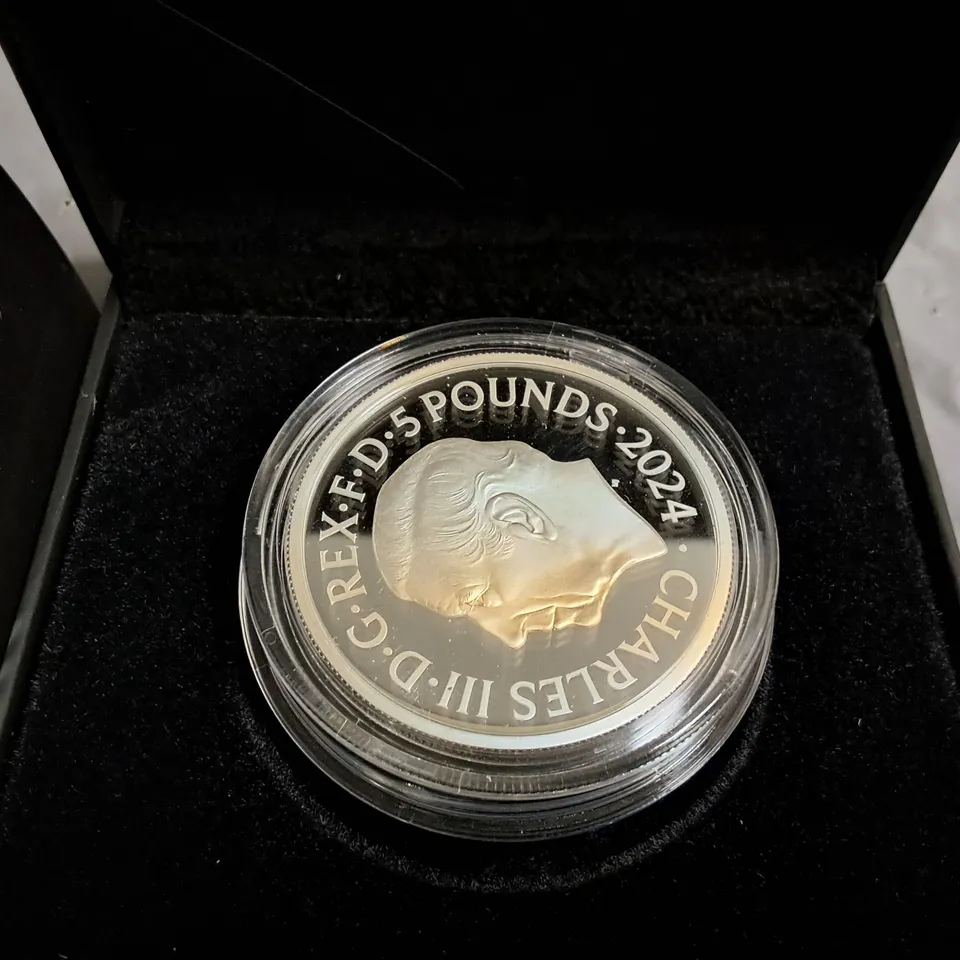 CHARLES III · D · G · REX · F · D · 5 POUNDS · 2024 ·